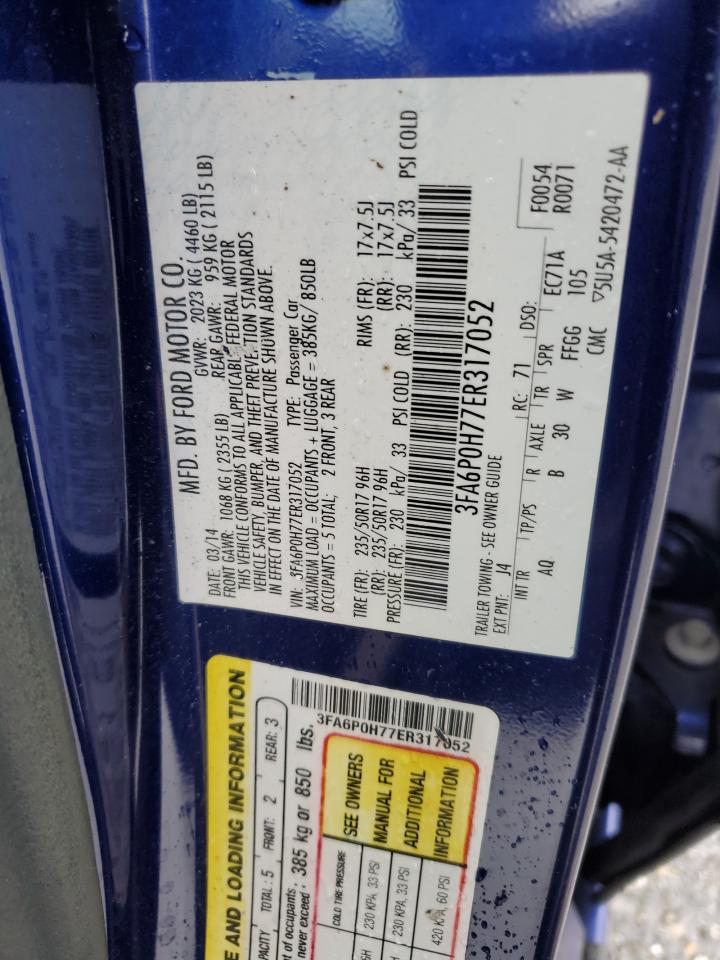 MFD. BY FORD MOTOR CO.
DATE: 03/14 GVWR: 2023 KG ( 4460 LB)
FRONT GAWR: 1068 KG ( 2355 LB) REAR GAWR: 959 KG ( 2115 LB)
THIS VEHICLE CONFORMS TO ALL APPLICABLE FEDERAL MOTOR
VEHICLE SAFETY, BUMPER, AND THEFT PREVENTION STANDARDS
IN EFFECT ON THE DATE OF MANUFACTURE SHOWN ABOVE.
VIN: 3FA6P0H77ER317052 TYPE: Passenger Car
MAXIMUM LOAD = OCCUPANTS + LUGGAGE = 385KG/ 850LB
OCCUPANTS = 5 TOTAL; 2 FRONT, 3 REAR
TIRE (FR): 235/50R17 96H RIMS (FR): 17x7.5J
(RR): 235/50R17 96H (RR): 17x7.5J
PRESSURE (FR): 230 kPa/ 33 PSI COLD (RR): 230 kPa/ 33 PSI COLD
3FA6P0H77ER317052
TRAILER TOWING - SEE OWNER GUIDE
EXT PNT: J4 RC: 71 DSO: F0054
INT TR TP/PS R AXLE TR SPR EC71A R0071
AQ B 30 W FFGG 105
CMC ▽5U5A-5420472-AA
E AND LOADING INFORMATION
APACITY TOTAL: 5 FRONT: 2 REAR: 3
nt of occupants never exceed: 385 kg or 850 lbs.
3FA6P0H77ER317052
COLD TIRE PRESSURE
230 KPA, 33 PSI
230 KPA, 33 PSI
420 KPA, 60 PSI
SEE OWNERS
MANUAL FOR
ADDITIONAL
INFORMATION